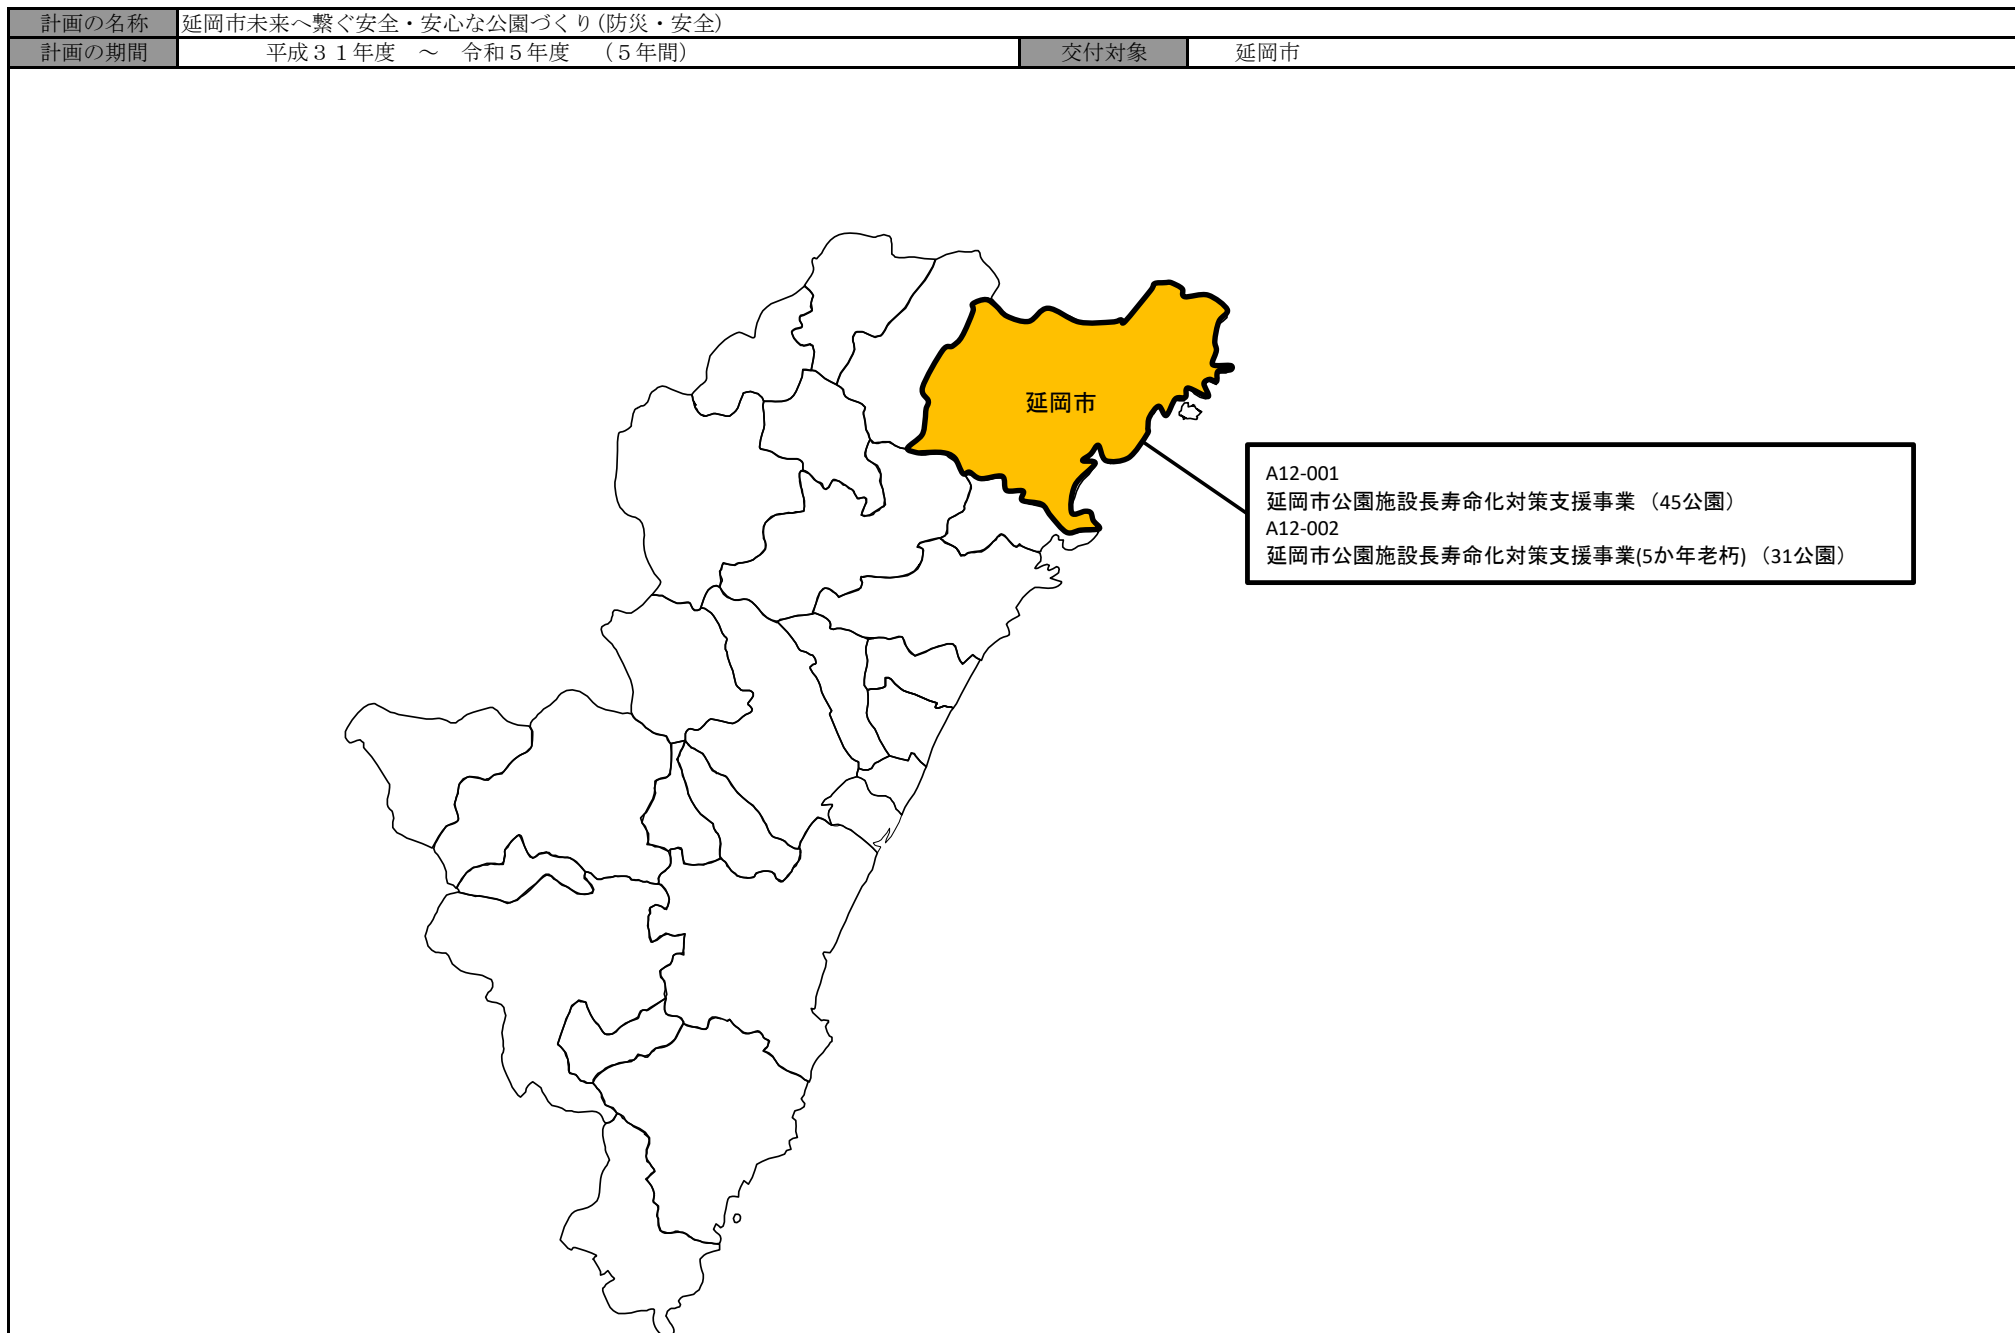 計画の名称 延岡市未来へ繋ぐ安全・安心な公園づくり(防災・安全)
計画の期間 平成31年度 ~ 令和5年度 (5年間) 交付対象 延岡市
延岡市
A12-001
延岡市公園施設長寿命化対策支援事業 (45公園)
A12-002
延岡市公園施設長寿命化対策支援事業(5か年老朽) (31公園)